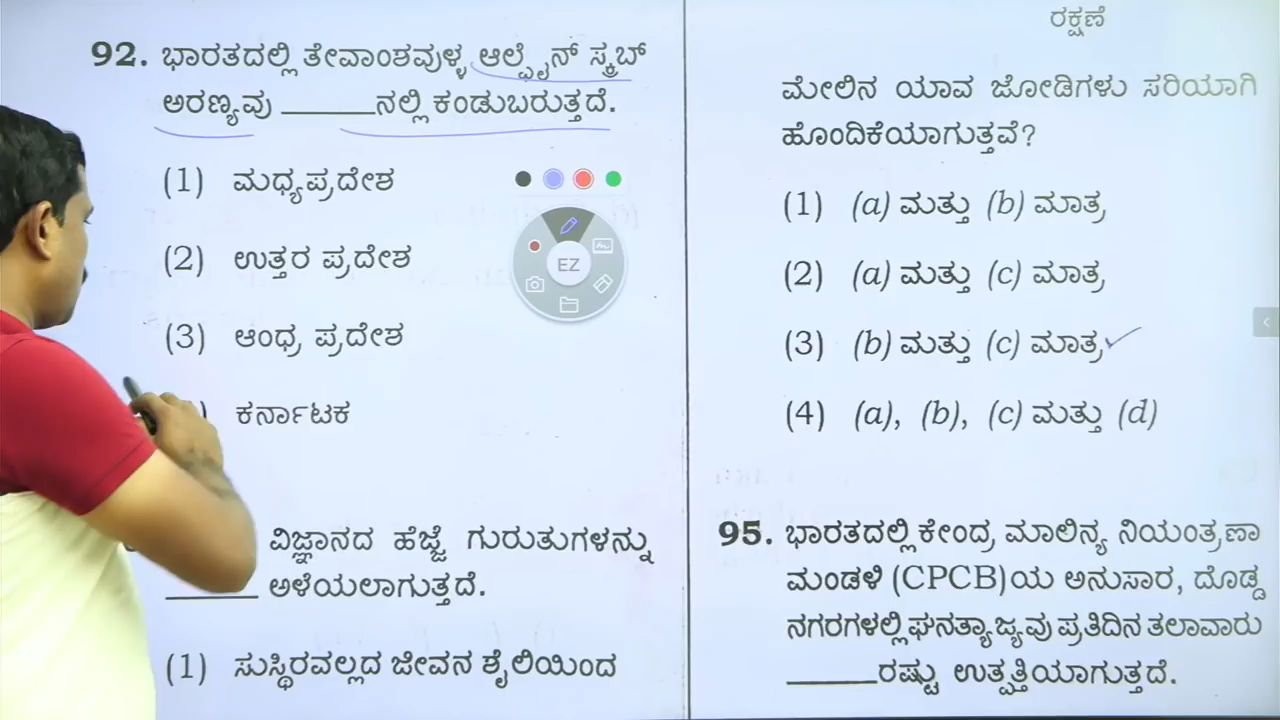 92. ಭಾರತದಲ್ಲಿ ತೇವಾಂಶವುಳ್ಳ ಆಲ್ಪೈನ್ ಸ್ಕ್ರಬ್
ಅರಣ್ಯವು ______ನಲ್ಲಿ ಕಂಡುಬರುತ್ತದೆ.
(1) ಮಧ್ಯಪ್ರದೇಶ
(2) ಉತ್ತರ ಪ್ರದೇಶ
(3) ಆಂಧ್ರ ಪ್ರದೇಶ
) ಕರ್ನಾಟಕ
ವಿಜ್ಞಾನದ ಹೆಜ್ಜೆ ಗುರುತುಗಳನ್ನು
______ ಅಳೆಯಲಾಗುತ್ತದೆ.
(1) ಸುಸ್ಥಿರವಲ್ಲದ ಜೀವನ ಶೈಲಿಯಿಂದ
EZ
ರಕ್ಷಣೆ
ಮೇಲಿನ ಯಾವ ಜೋಡಿಗಳು ಸರಿಯಾಗಿ
ಹೊಂದಿಕೆಯಾಗುತ್ತವೆ?
(1) (a) ಮತ್ತು (b) ಮಾತ್ರ
(2) (a) ಮತ್ತು (c) ಮಾತ್ರ
(3) (b) ಮತ್ತು (c) ಮಾತ್ರ
(4) (a), (b), (c) ಮತ್ತು (d)
95. ಭಾರತದಲ್ಲಿ ಕೇಂದ್ರ ಮಾಲಿನ್ಯ ನಿಯಂತ್ರಣಾ
ಮಂಡಳಿ (CPCB)ಯ ಅನುಸಾರ, ದೊಡ್ಡ
ನಗರಗಳಲ್ಲಿ ಘನತ್ಯಾಜ್ಯವು ಪ್ರತಿದಿನ ತಲಾವಾರು
______ರಷ್ಟು ಉತ್ಪತ್ತಿಯಾಗುತ್ತದೆ.